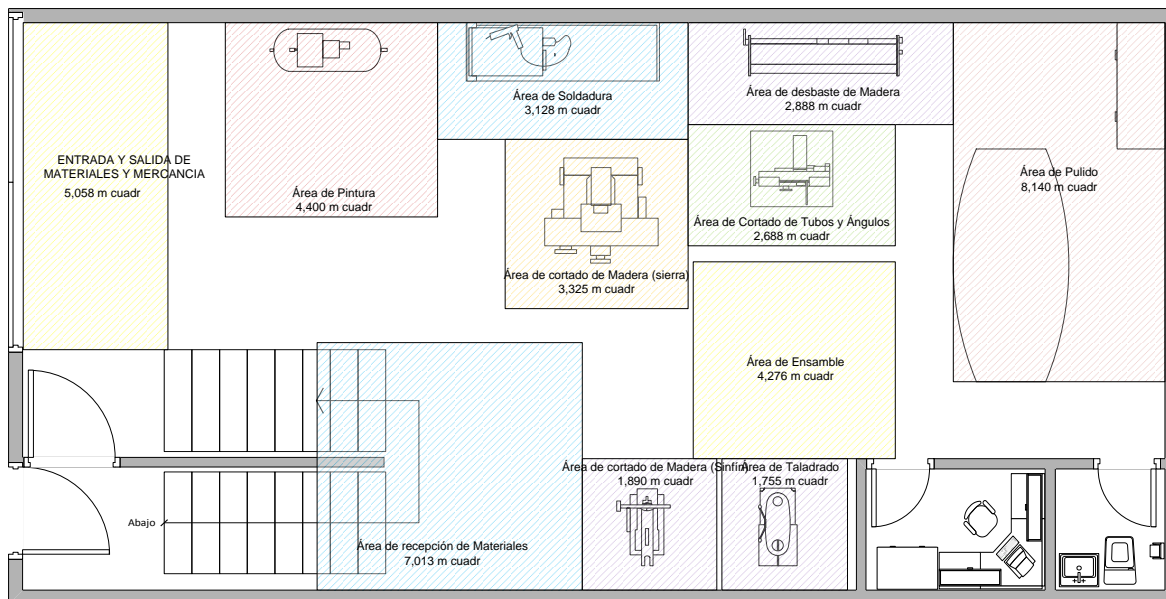 Área de Soldadura
3,128 m cuadr
Área de desbaste de Madera
2,888 m cuadr
ENTRADA Y SALIDA DE
MATERIALES Y MERCANCIA
5,058 m cuadr
Área de Pintura
4,400 m cuadr
Área de Pulido
8,140 m cuadr
Área de Cortado de Tubos y Ángulos
2,688 m cuadr
Área de cortado de Madera (sierra)
3,325 m cuadr
Área de Ensamble
4,276 m cuadr
Área de cortado de Madera (Sinfín)
1,890 m cuadr
Área de Taladrado
1,755 m cuadr
Abajo
Área de recepción de Materiales
7,013 m cuadr